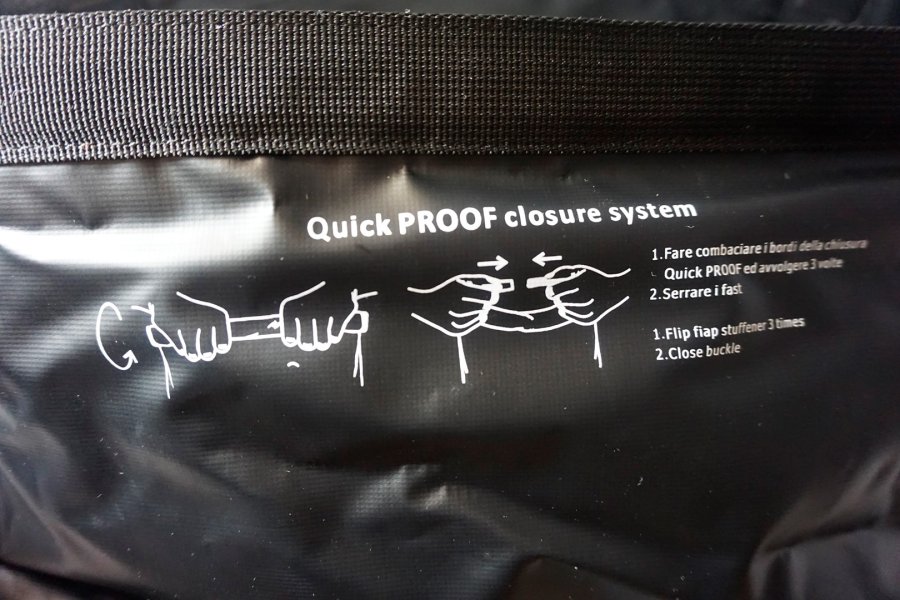 Quick PROOF closure system
1.Fare combaciare i bordi della chiusura
Quick PROOF ed avvolgere 3 volte
2.Serrare i fast
1.Flip fiap stuffener 3 times
2.Close buckle